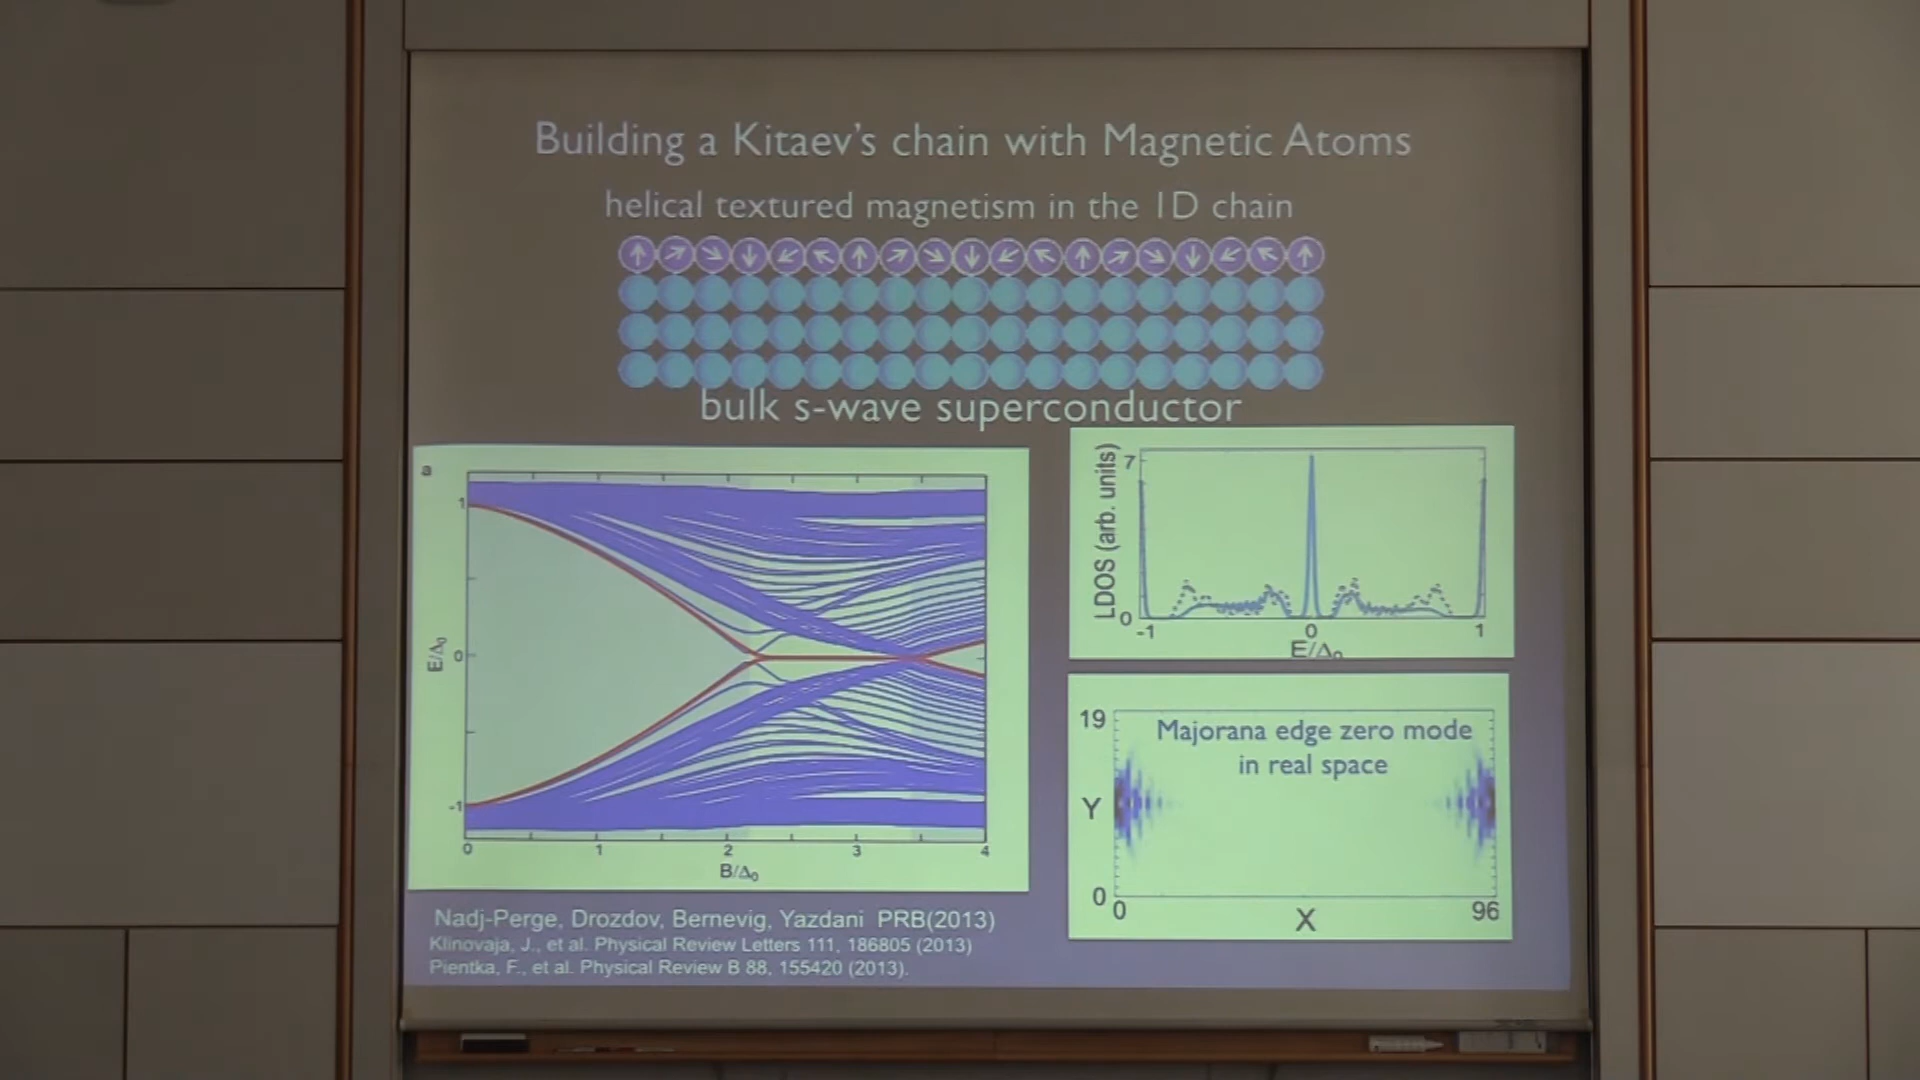 Building a Kitaev's chain with Magnetic Atoms
helical textured magnetism in the 1D chain
bulk s-wave superconductor
a
1
0
-1
E/Δ₀
0 1 2 3 4
B/Δ₀
LDOS (arb. units)
7
0
-1 0 1
E/Δ₀
19
Majorana edge zero mode
in real space
Y
0
0 96
X
Nadj-Perge, Drozdov, Bernevig, Yazdani PRB(2013)
Klinovaja, J., et al. Physical Review Letters 111, 186805 (2013)
Pientka, F., et al. Physical Review B 88, 155420 (2013).